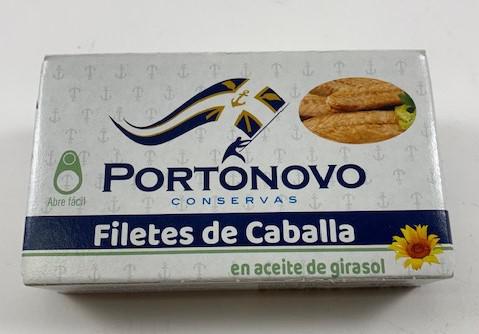 PORTONOVO
CONSERVAS
Abre fácil
Filetes de Caballa
en aceite de girasol